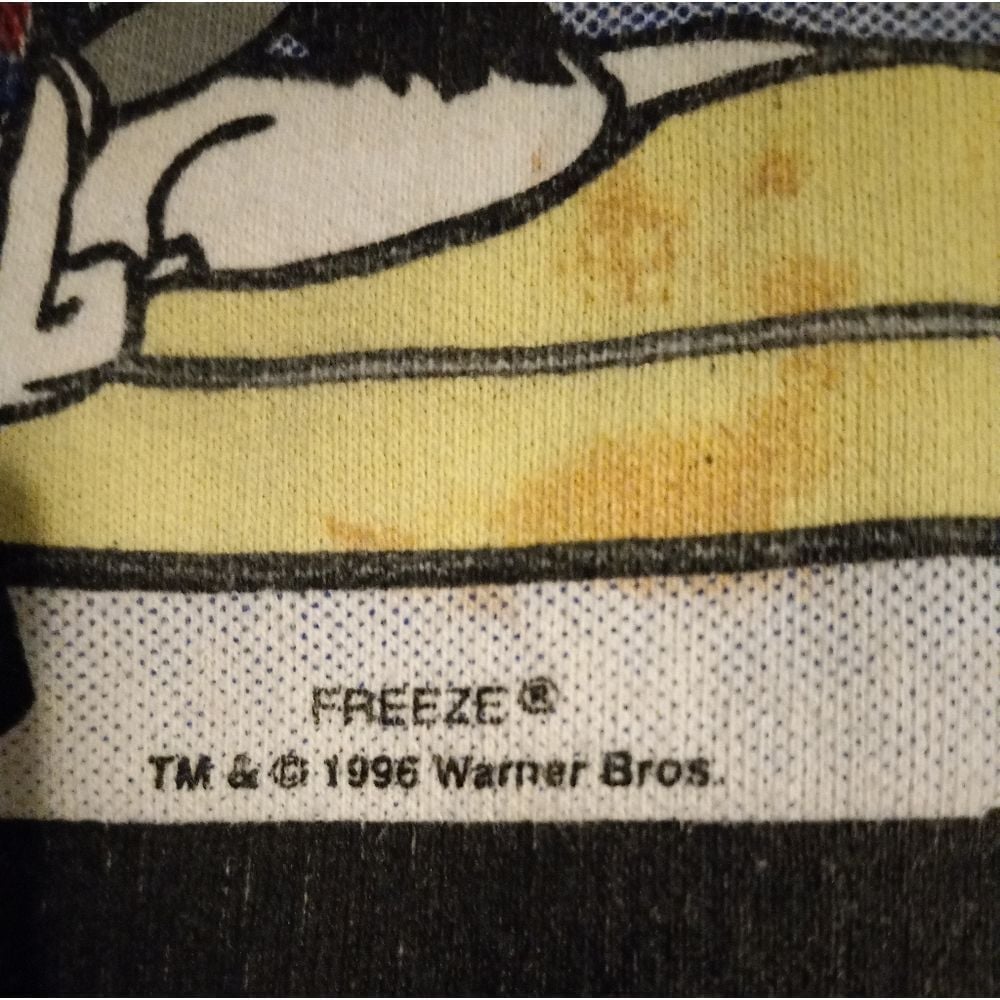 FREEZE ®
TM & © 1996 Warner Bros.